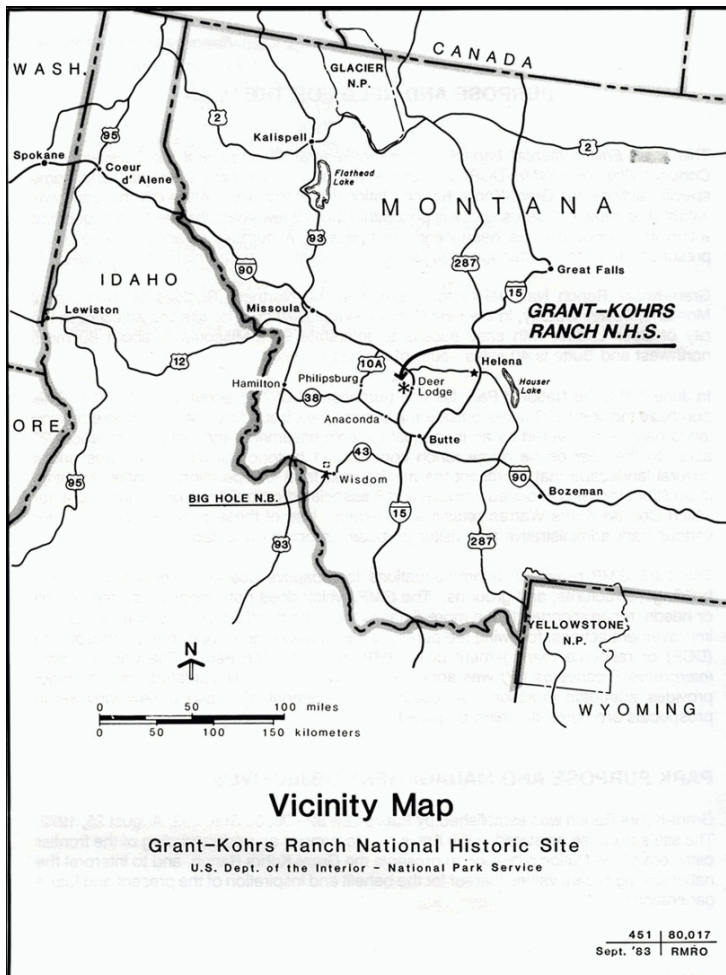 CANADA
WASH.
GLACIER
N.P.
95
2
Kalispell
2
Spokane
Coeur
d' Alene
Flathead
Lake
MONTANA
93
287
IDAHO
90
Great Falls
15
Lewiston
Missoula
GRANT–KOHRS
RANCH N.H.S.
12
10A
Helena
Hamilton
Philipsburg
Deer
Lodge
Hauser
Lake
38
Anaconda
ORE.
Butte
43
95
Wisdom
90
BIG HOLE N.B.
Bozeman
15
93
287
YELLOWSTONE
N.P.
N
0 50 100 miles
0 50 100 150 kilometers
WYOMING
Vicinity Map
Grant–Kohrs Ranch National Historic Site
U.S. Dept. of the Interior – National Park Service
451 80,017
Sept. '83 RMRO